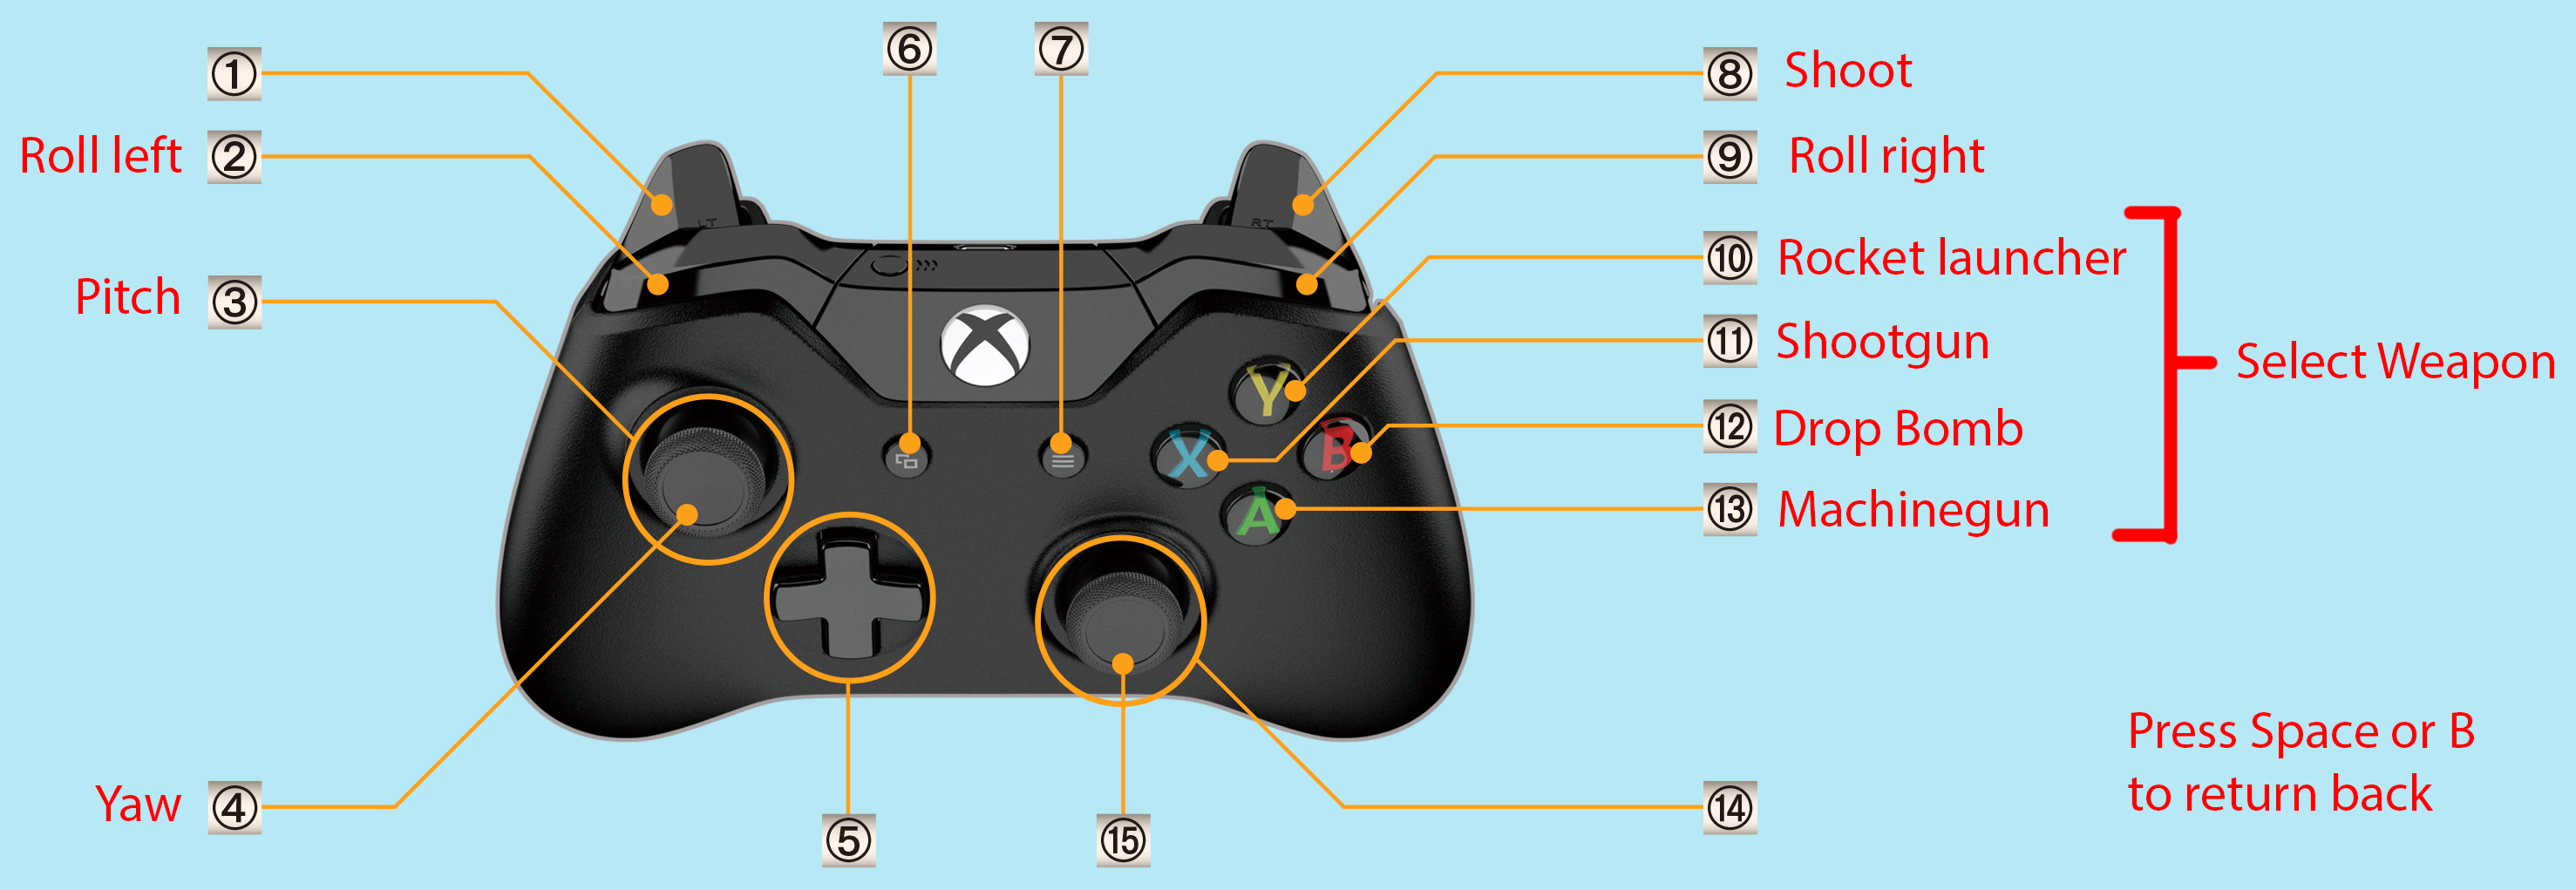 ① 
⑥ ⑦
⑧ Shoot
Roll left ②
⑨ Roll right
LT
RT
⑩ Rocket launcher
Pitch ③
⑪ Shootgun
Select Weapon
Y
X
B
⑫ Drop Bomb
A
⑬ Machinegun
Press Space or B
to return back
Yaw ④
⑭
⑤ ⑮